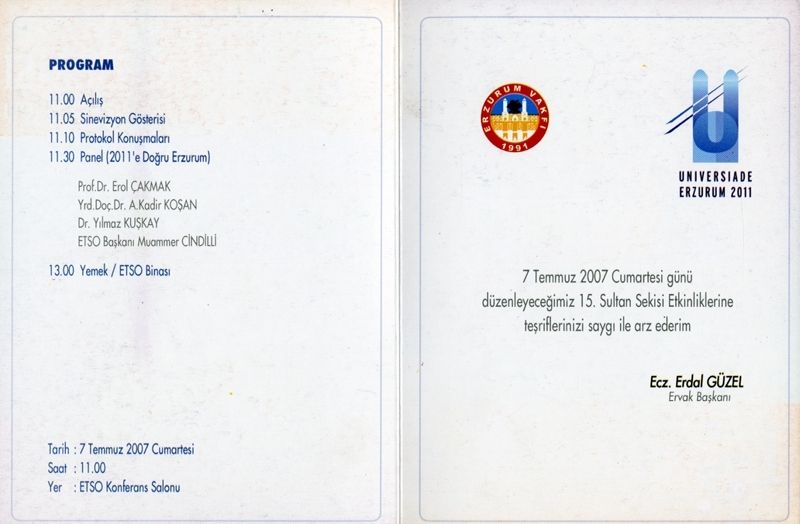 PROGRAM
11.00 Açılış
11.05 Sinevizyon Gösterisi
11.10 Protokol Konuşmaları
11.30 Panel (2011'e Doğru Erzurum)
Prof.Dr. Erol ÇAKMAK
Yrd.Doç.Dr. A.Kadir KOŞAN
Dr. Yılmaz KUŞKAY
ETSO Başkanı Muammer CİNDİLLİ
13.00 Yemek / ETSO Binası
Tarih : 7 Temmuz 2007 Cumartesi
Saat : 11.00
Yer : ETSO Konferans Salonu
ERZURUM VAKFI
1991
UNIVERSIADE
ERZURUM 2011
7 Temmuz 2007 Cumartesi günü
düzenleyeceğimiz 15. Sultan Sekisi Etkinliklerine
teşriflerinizi saygı ile arz ederim
Ecz. Erdal GÜZEL
Ervak Başkanı